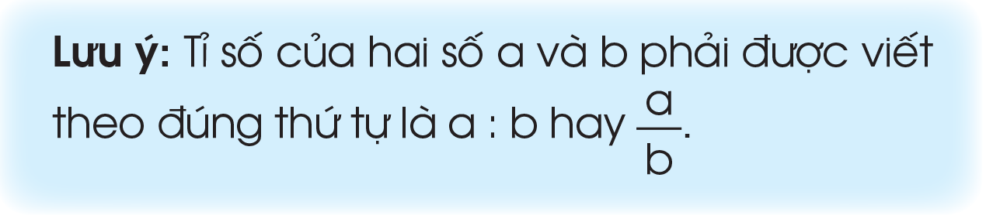 Lưu ý: Tỉ số của hai số a và b phải được viết
theo đúng thứ tự là a : b hay a/b.